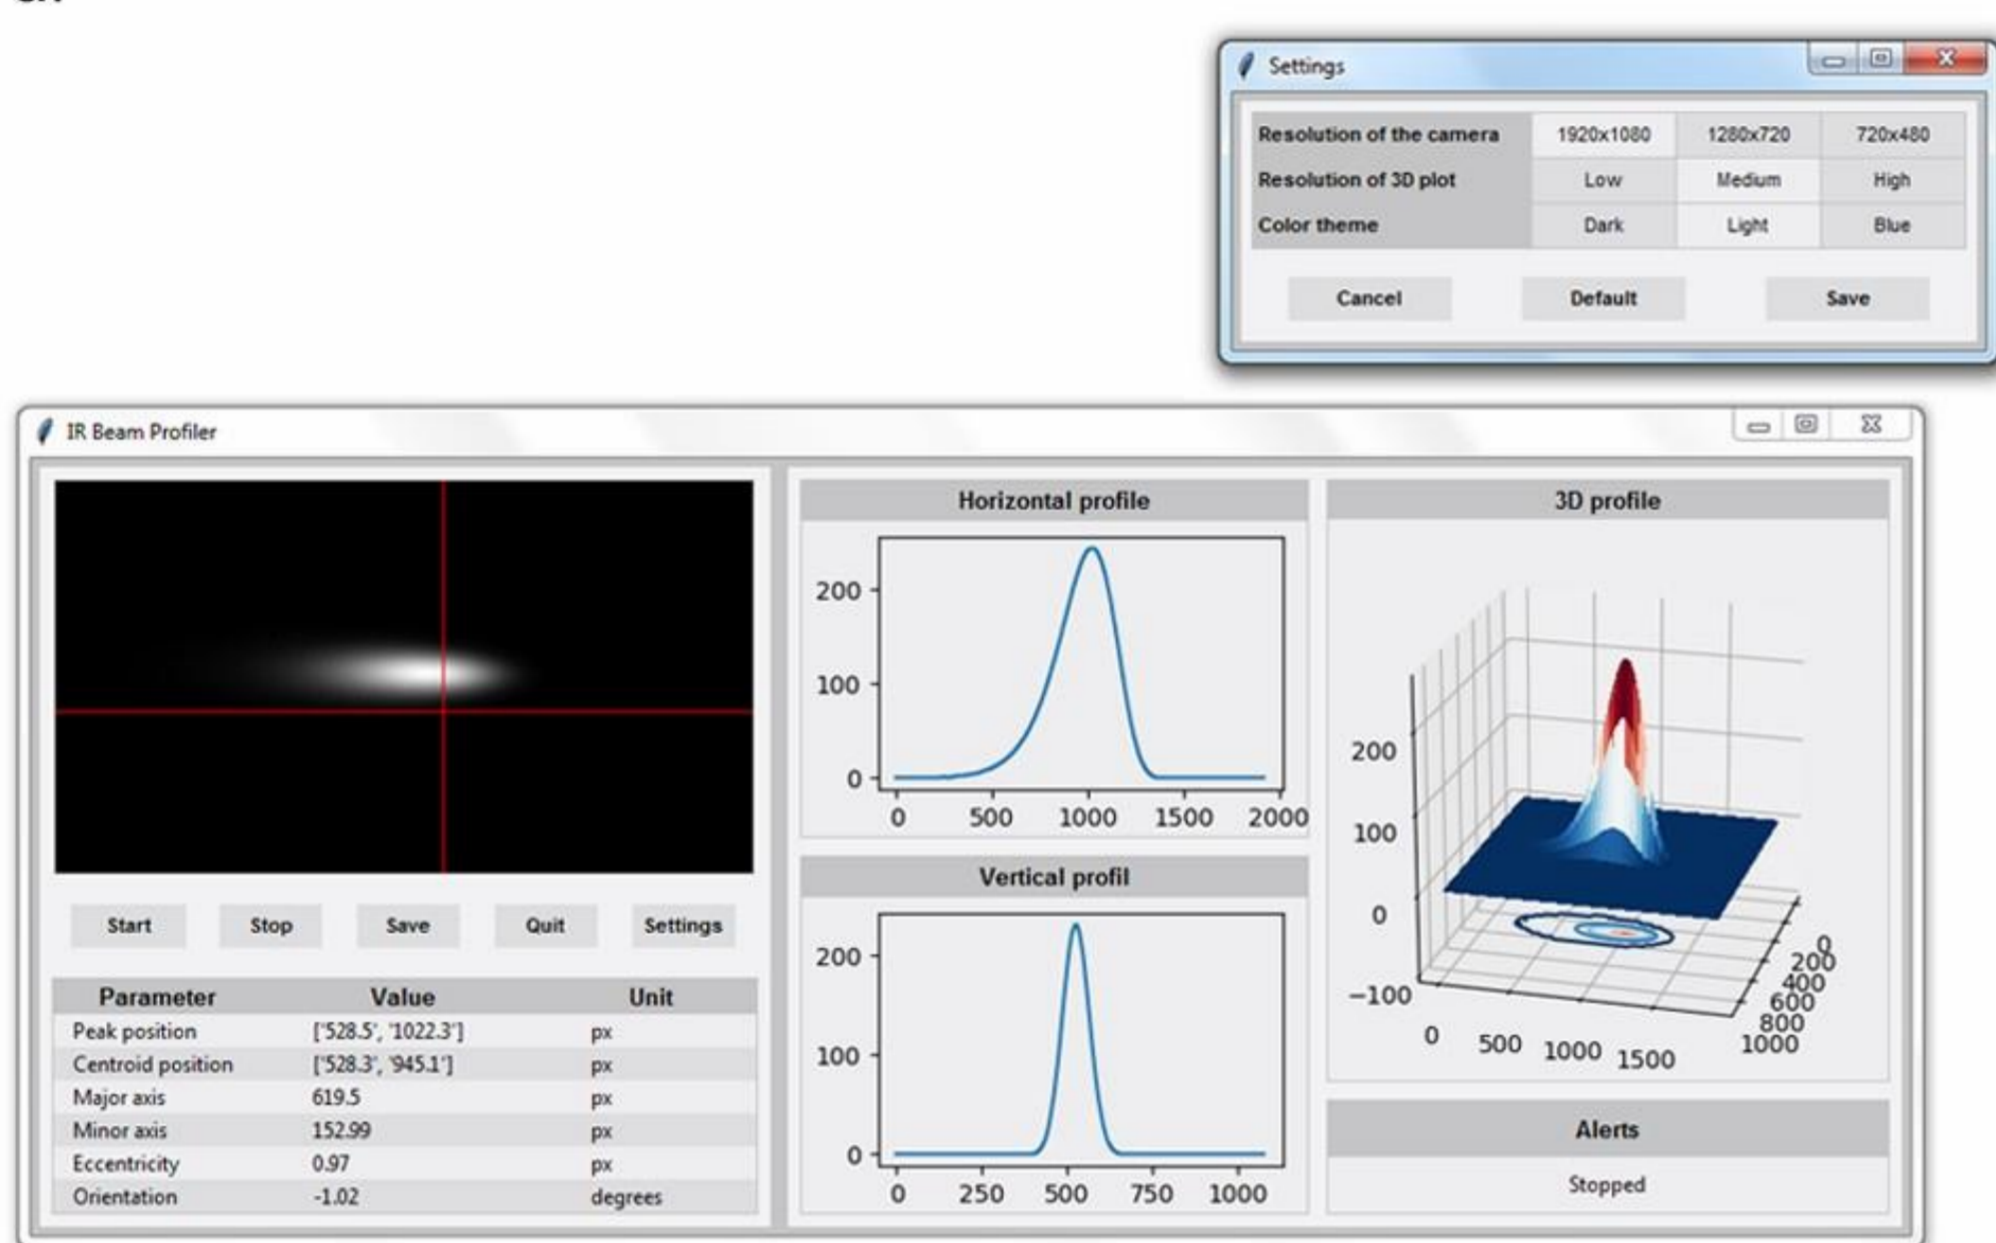 Settings
Resolution of the camera 1920x1080 1280x720 720x480
Resolution of 3D plot Low Medium High
Color theme Dark Light Blue
Cancel Default Save
IR Beam Profiler
Start Stop Save Quit Settings
Parameter Value Unit
Peak position ['528.5', '1022.3'] px
Centroid position ['528.3', '945.1'] px
Major axis 619.5 px
Minor axis 152.99 px
Eccentricity 0.97 px
Orientation -1.02 degrees
Horizontal profile
200
100
0
0 500 1000 1500 2000
Vertical profil
200
100
0
0 250 500 750 1000
3D profile
200
100
0
−100
0 500 1000 1500
0
200
400
600
800
1000
Alerts
Stopped